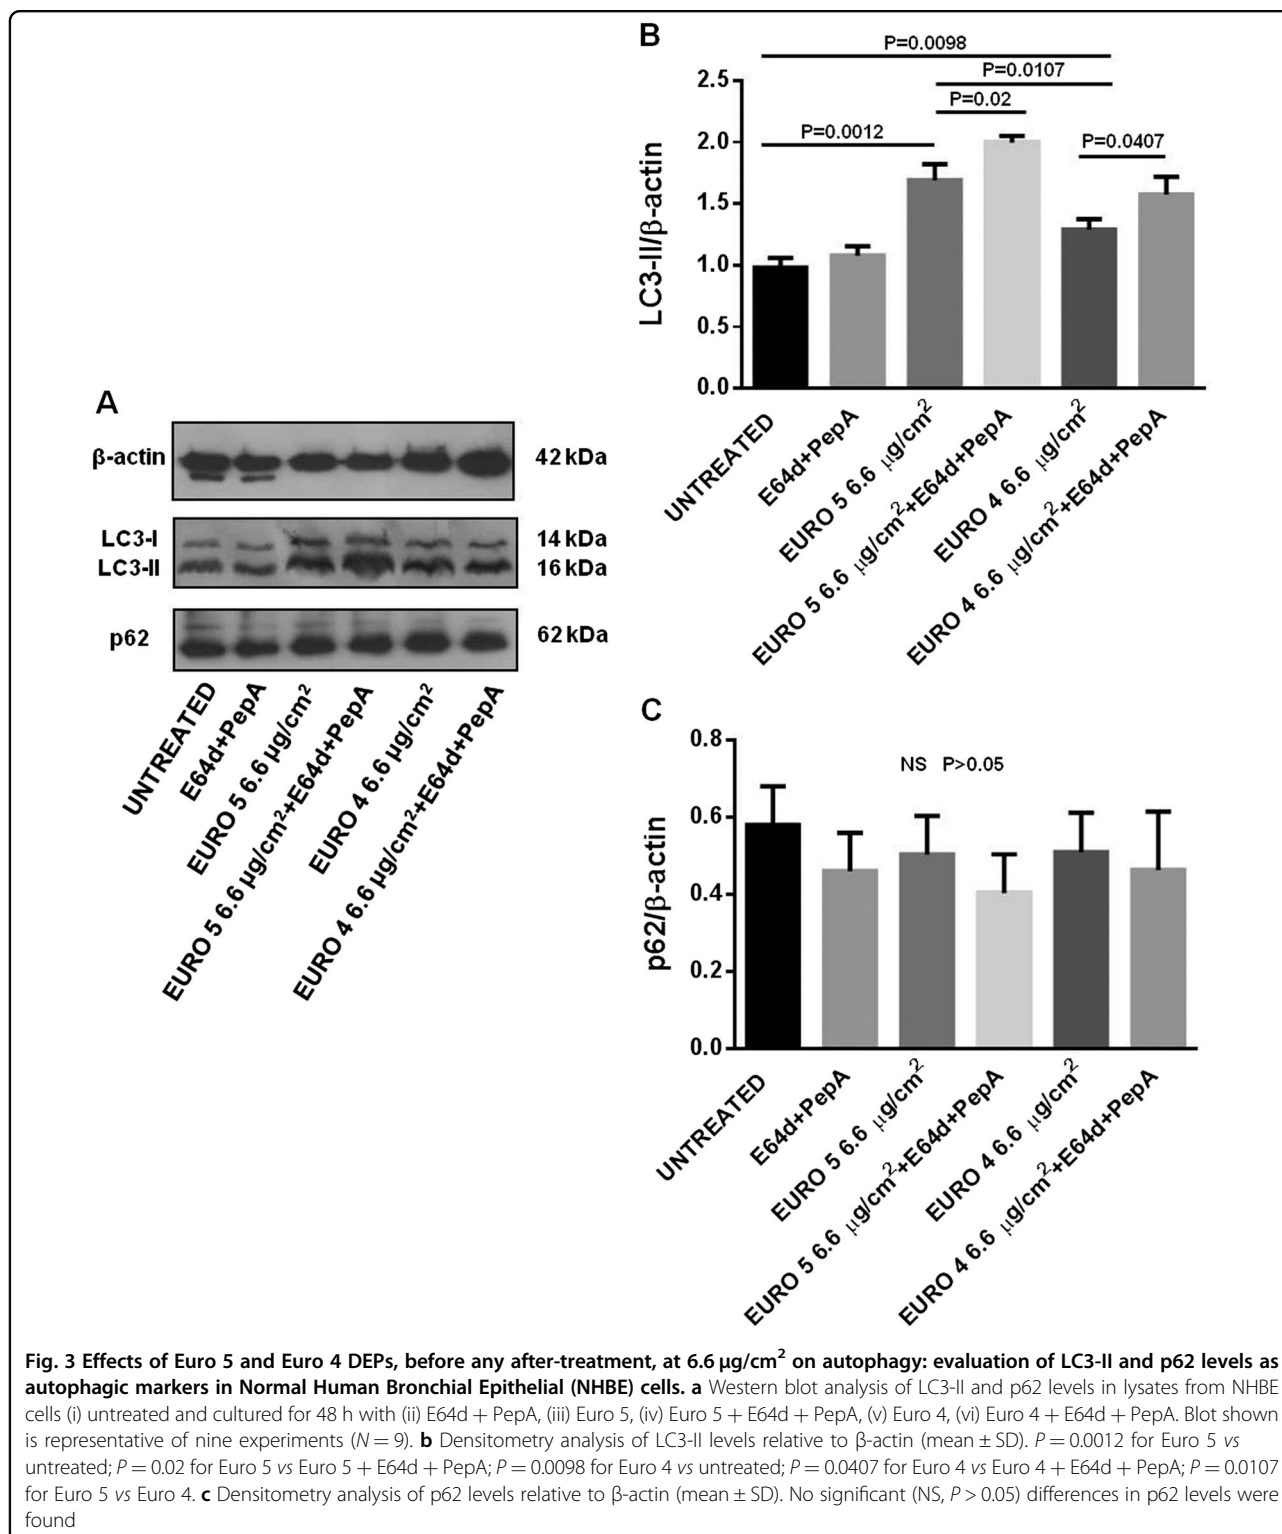 A
β-actin
42 kDa
LC3-I
14 kDa
LC3-II
16 kDa
p62
62 kDa
UNTREATED
E64d+PepA
EURO 5 6.6 µg/cm²
EURO 5 6.6 µg/cm²+E64d+PepA
EURO 4 6.6 µg/cm²
EURO 4 6.6 µg/cm²+E64d+PepA
B
P=0.0098
P=0.0107
P=0.02
P=0.0012
P=0.0407
LC3-II/β-actin
2.5
2.0
1.5
1.0
0.5
0.0
UNTREATED
E64d+PepA
EURO 5 6.6 µg/cm²
EURO 5 6.6 µg/cm²+E64d+PepA
EURO 4 6.6 µg/cm²
EURO 4 6.6 µg/cm²+E64d+PepA
C
NS P>0.05
p62/β-actin
0.8
0.6
0.4
0.2
0.0
UNTREATED
E64d+PepA
EURO 5 6.6 µg/cm²
EURO 5 6.6 µg/cm²+E64d+PepA
EURO 4 6.6 µg/cm²
EURO 4 6.6 µg/cm²+E64d+PepA
Fig. 3 Effects of Euro 5 and Euro 4 DEPs, before any after-treatment, at 6.6 µg/cm² on autophagy: evaluation of LC3-II and p62 levels as
autophagic markers in Normal Human Bronchial Epithelial (NHBE) cells. a Western blot analysis of LC3-II and p62 levels in lysates from NHBE
cells (i) untreated and cultured for 48 h with (ii) E64d + PepA, (iii) Euro 5, (iv) Euro 5 + E64d + PepA, (v) Euro 4, (vi) Euro 4 + E64d + PepA. Blot shown
is representative of nine experiments (N = 9). b Densitometry analysis of LC3-II levels relative to β-actin (mean ± SD). P = 0.0012 for Euro 5 vs
untreated; P = 0.02 for Euro 5 vs Euro 5 + E64d + PepA; P = 0.0098 for Euro 4 vs untreated; P = 0.0407 for Euro 4 vs Euro 4 + E64d + PepA; P = 0.0107
for Euro 5 vs Euro 4. c Densitometry analysis of p62 levels relative to β-actin (mean ± SD). No significant (NS, P > 0.05) differences in p62 levels were
found